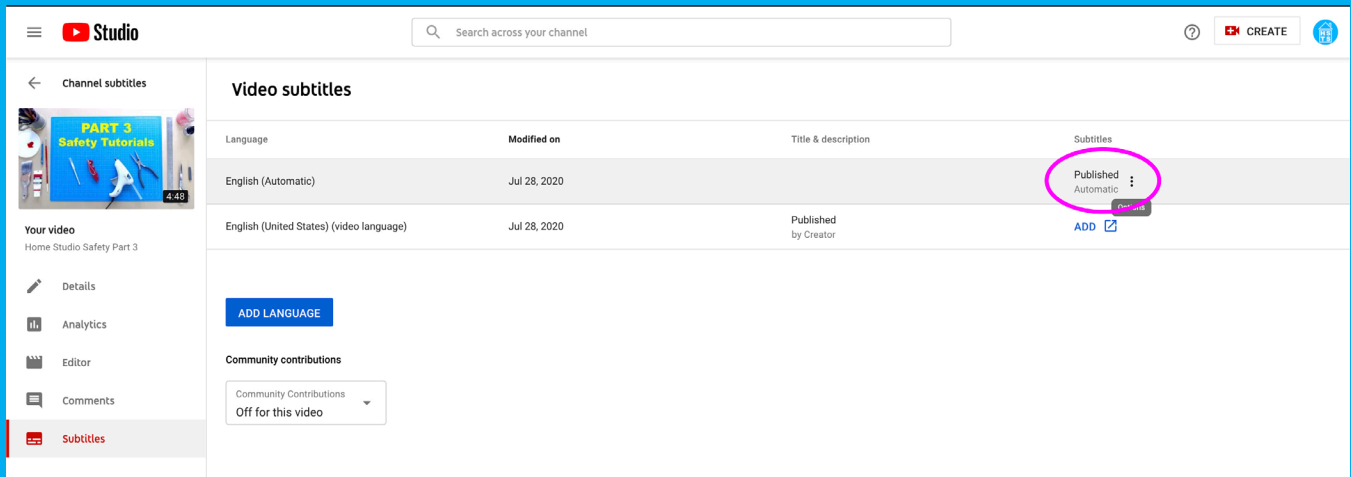 Studio
Search across your channel
CREATE
Channel subtitles
PART 3
Safety Tutorials
4:48
Your video
Home Studio Safety Part 3
Details
Analytics
Editor
Comments
Subtitles
Video subtitles
Language Modified on Title & description Subtitles
English (Automatic) Jul 28, 2020 Published
Automatic
Options
English (United States) (video language) Jul 28, 2020 Published ADD
by Creator
ADD LANGUAGE
Community contributions
Community Contributions
Off for this video